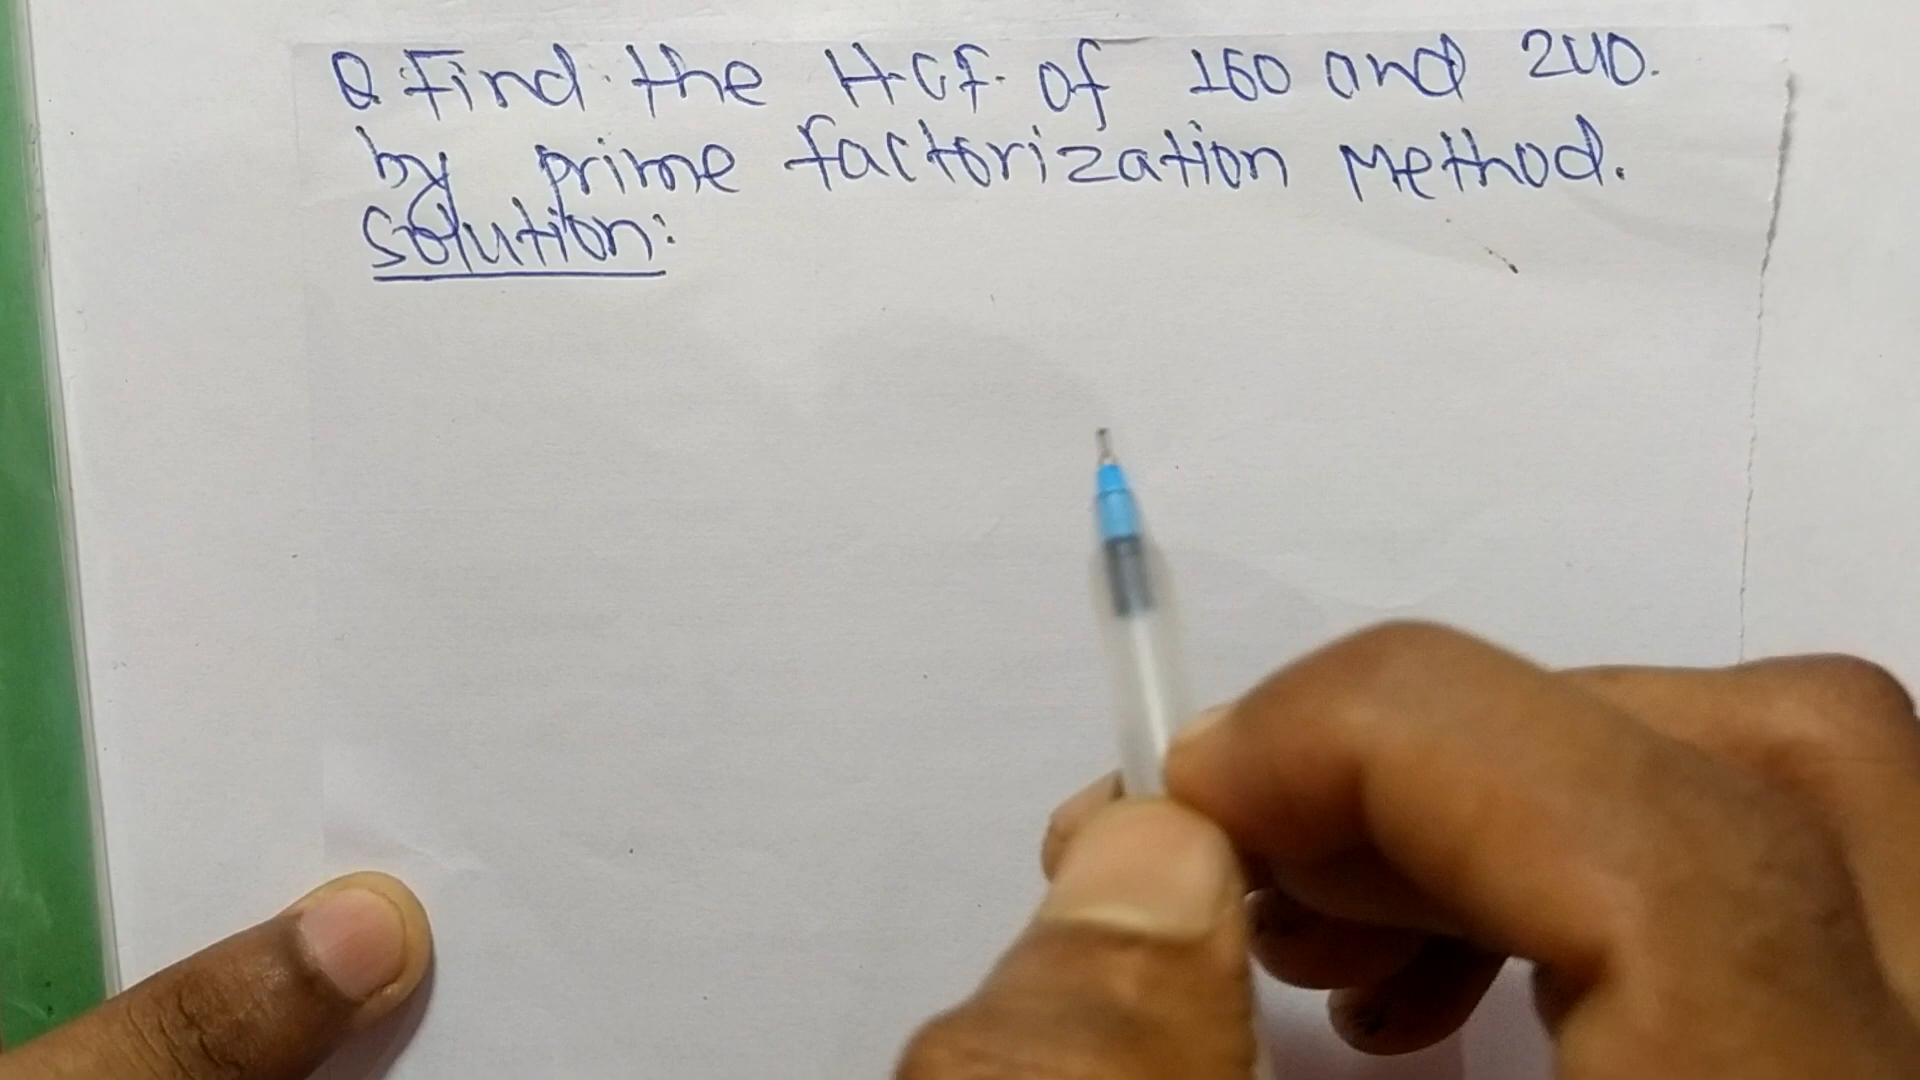 Q. Find the H.C.F. of 160 and 240.
by prime factorization Method.
Solution: